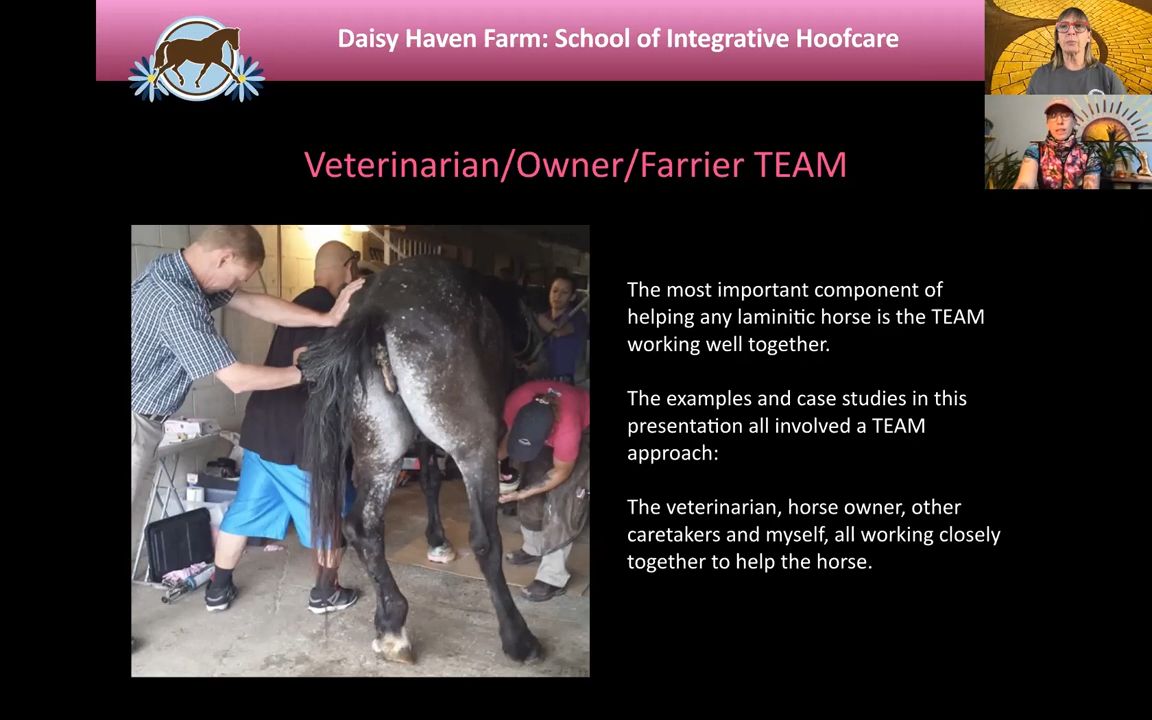 Daisy Haven Farm: School of Integrative Hoofcare
Veterinarian/Owner/Farrier TEAM
The most important component of
helping any laminitic horse is the TEAM
working well together.
The examples and case studies in this
presentation all involved a TEAM
approach:
The veterinarian, horse owner, other
caretakers and myself, all working closely
together to help the horse.